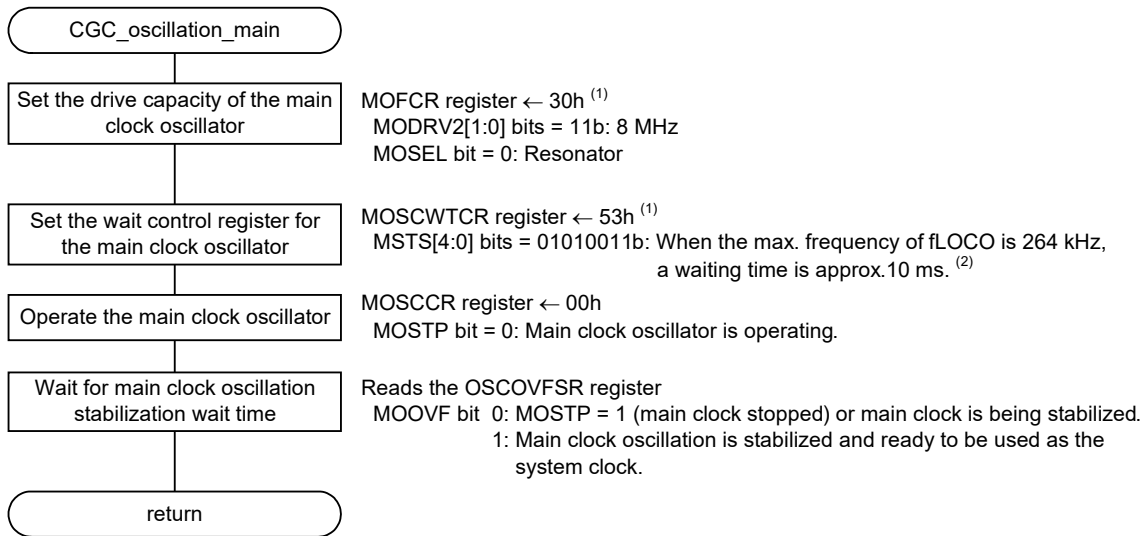 CGC_oscillation_main
Set the drive capacity of the main
clock oscillator
MOFCR register ← 30h (1)
MODRV2[1:0] bits = 11b: 8 MHz
MOSEL bit = 0: Resonator
Set the wait control register for
the main clock oscillator
MOSCWTCR register ← 53h (1)
MSTS[4:0] bits = 01010011b: When the max. frequency of fLOCO is 264 kHz,
a waiting time is approx.10 ms. (2)
Operate the main clock oscillator
MOSCCR register ← 00h
MOSTP bit = 0: Main clock oscillator is operating.
Wait for main clock oscillation
stabilization wait time
Reads the OSCOVFSR register
MOOVF bit 0: MOSTP = 1 (main clock stopped) or main clock is being stabilized.
1: Main clock oscillation is stabilized and ready to be used as the
system clock.
return